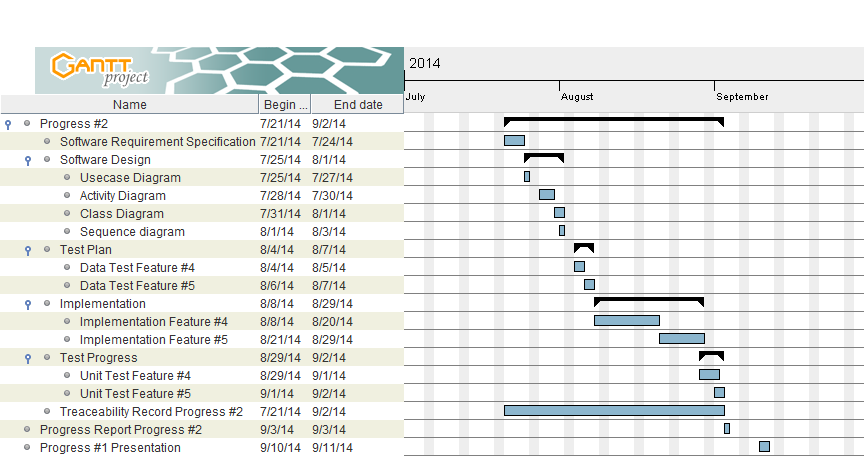 GANTT
project
2014
July August September
Name Begin ... End date
Progress #2 7/21/14 9/2/14
Software Requirement Specification 7/21/14 7/24/14
Software Design 7/25/14 8/1/14
Usecase Diagram 7/25/14 7/27/14
Activity Diagram 7/28/14 7/30/14
Class Diagram 7/31/14 8/1/14
Sequence diagram 8/1/14 8/3/14
Test Plan 8/4/14 8/7/14
Data Test Feature #4 8/4/14 8/5/14
Data Test Feature #5 8/6/14 8/7/14
Implementation 8/8/14 8/29/14
Implementation Feature #4 8/8/14 8/20/14
Implementation Feature #5 8/21/14 8/29/14
Test Progress 8/29/14 9/2/14
Unit Test Feature #4 8/29/14 9/1/14
Unit Test Feature #5 9/1/14 9/2/14
Treaceability Record Progress #2 7/21/14 9/2/14
Progress Report Progress #2 9/3/14 9/3/14
Progress #1 Presentation 9/10/14 9/11/14